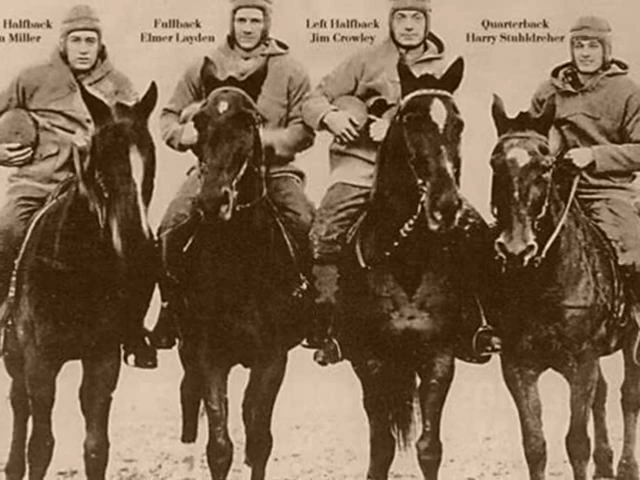 Halfback
n Miller
Fullback
Elmer Layden
Left Halfback
Jim Crowley
Quarterback
Harry Stuhldreher